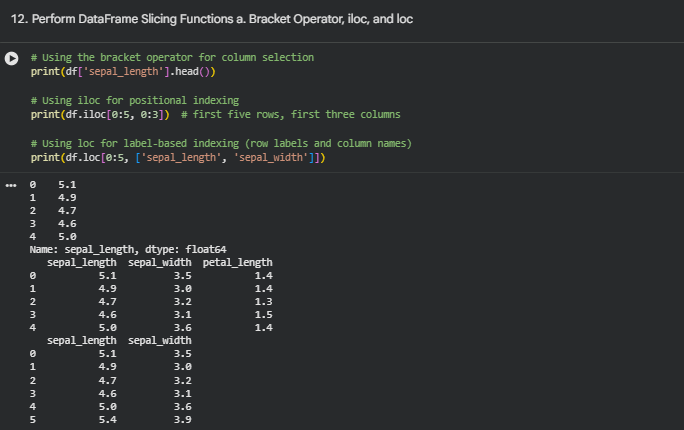 12. Perform DataFrame Slicing Functions a. Bracket Operator, iloc, and loc
# Using the bracket operator for column selection
print(df['sepal_length'].head())
# Using iloc for positional indexing
print(df.iloc[0:5, 0:3])  # first five rows, first three columns
# Using loc for label-based indexing (row labels and column names)
print(df.loc[0:5, ['sepal_length', 'sepal_width']])
0    5.1
1    4.9
2    4.7
3    4.6
4    5.0
Name: sepal_length, dtype: float64
   sepal_length  sepal_width  petal_length
0           5.1          3.5           1.4
1           4.9          3.0           1.4
2           4.7          3.2           1.3
3           4.6          3.1           1.5
4           5.0          3.6           1.4
   sepal_length  sepal_width
0           5.1          3.5
1           4.9          3.0
2           4.7          3.2
3           4.6          3.1
4           5.0          3.6
5           5.4          3.9